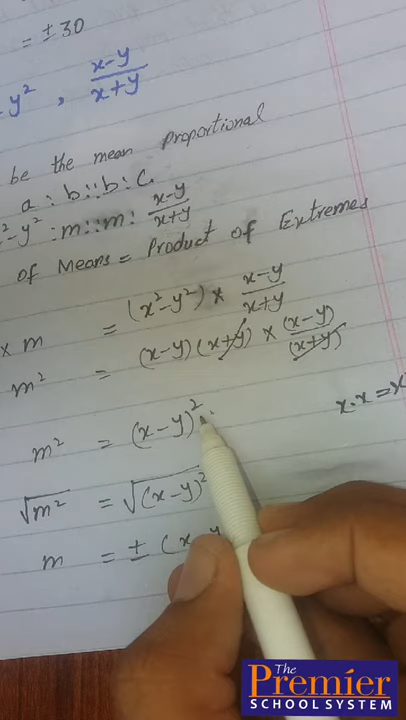 = ±30
y², x-y/x+y
be the mean proportional
a : b :: b : c.
x²-y² : m :: m : x-y/x+y
of Means = Product of Extremes
x m = (x²-y²) × x-y/x+y
m² = (x-y)(x+y) × (x-y)/(x+y)
x.x = x
m² = (x-y)²
√m² = √(x-y)²
m = ± (x y
The
Premier
SCHOOL SYSTEM